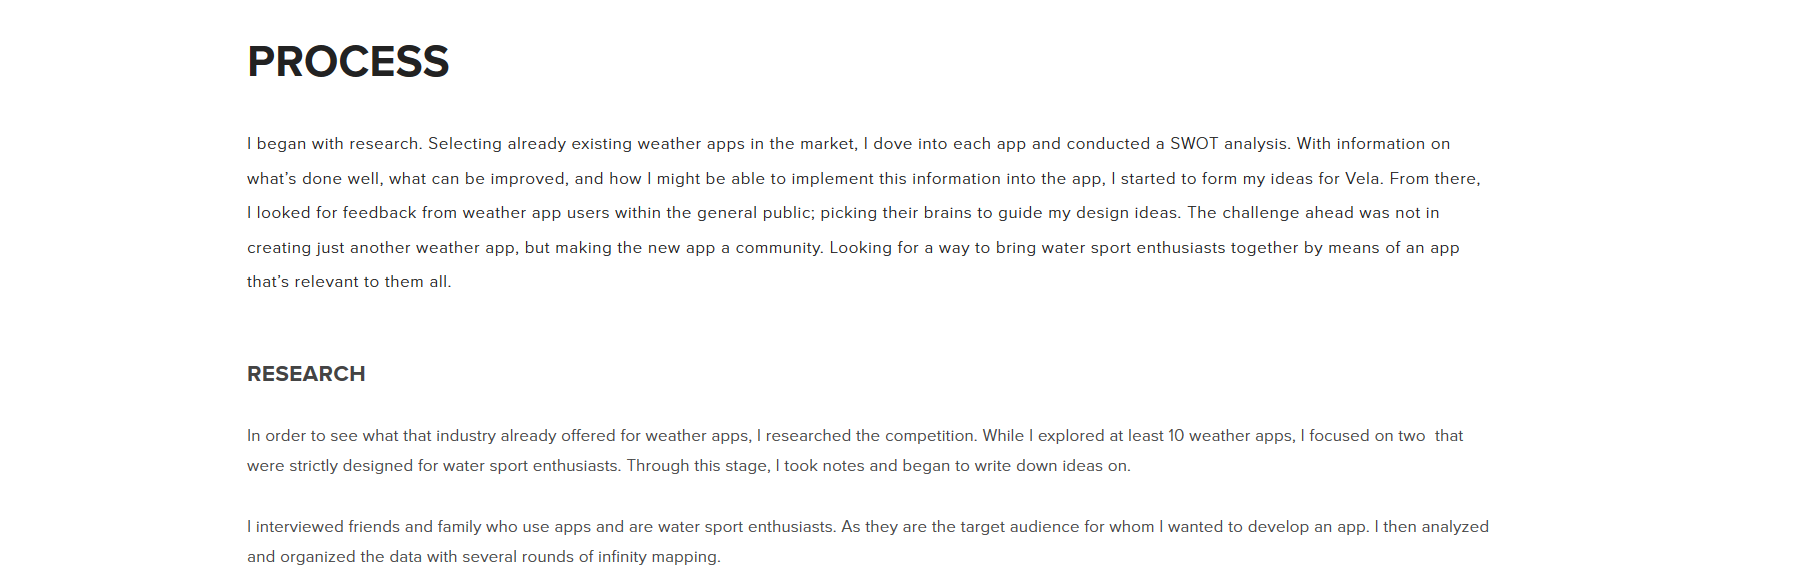 PROCESS
I began with research. Selecting already existing weather apps in the market, I dove into each app and conducted a SWOT analysis. With information on
what’s done well, what can be improved, and how I might be able to implement this information into the app, I started to form my ideas for Vela. From there,
I looked for feedback from weather app users within the general public; picking their brains to guide my design ideas. The challenge ahead was not in
creating just another weather app, but making the new app a community. Looking for a way to bring water sport enthusiasts together by means of an app
that’s relevant to them all.
RESEARCH
In order to see what that industry already offered for weather apps, I researched the competition. While I explored at least 10 weather apps, I focused on two  that
were strictly designed for water sport enthusiasts. Through this stage, I took notes and began to write down ideas on.
I interviewed friends and family who use apps and are water sport enthusiasts. As they are the target audience for whom I wanted to develop an app. I then analyzed
and organized the data with several rounds of infinity mapping.